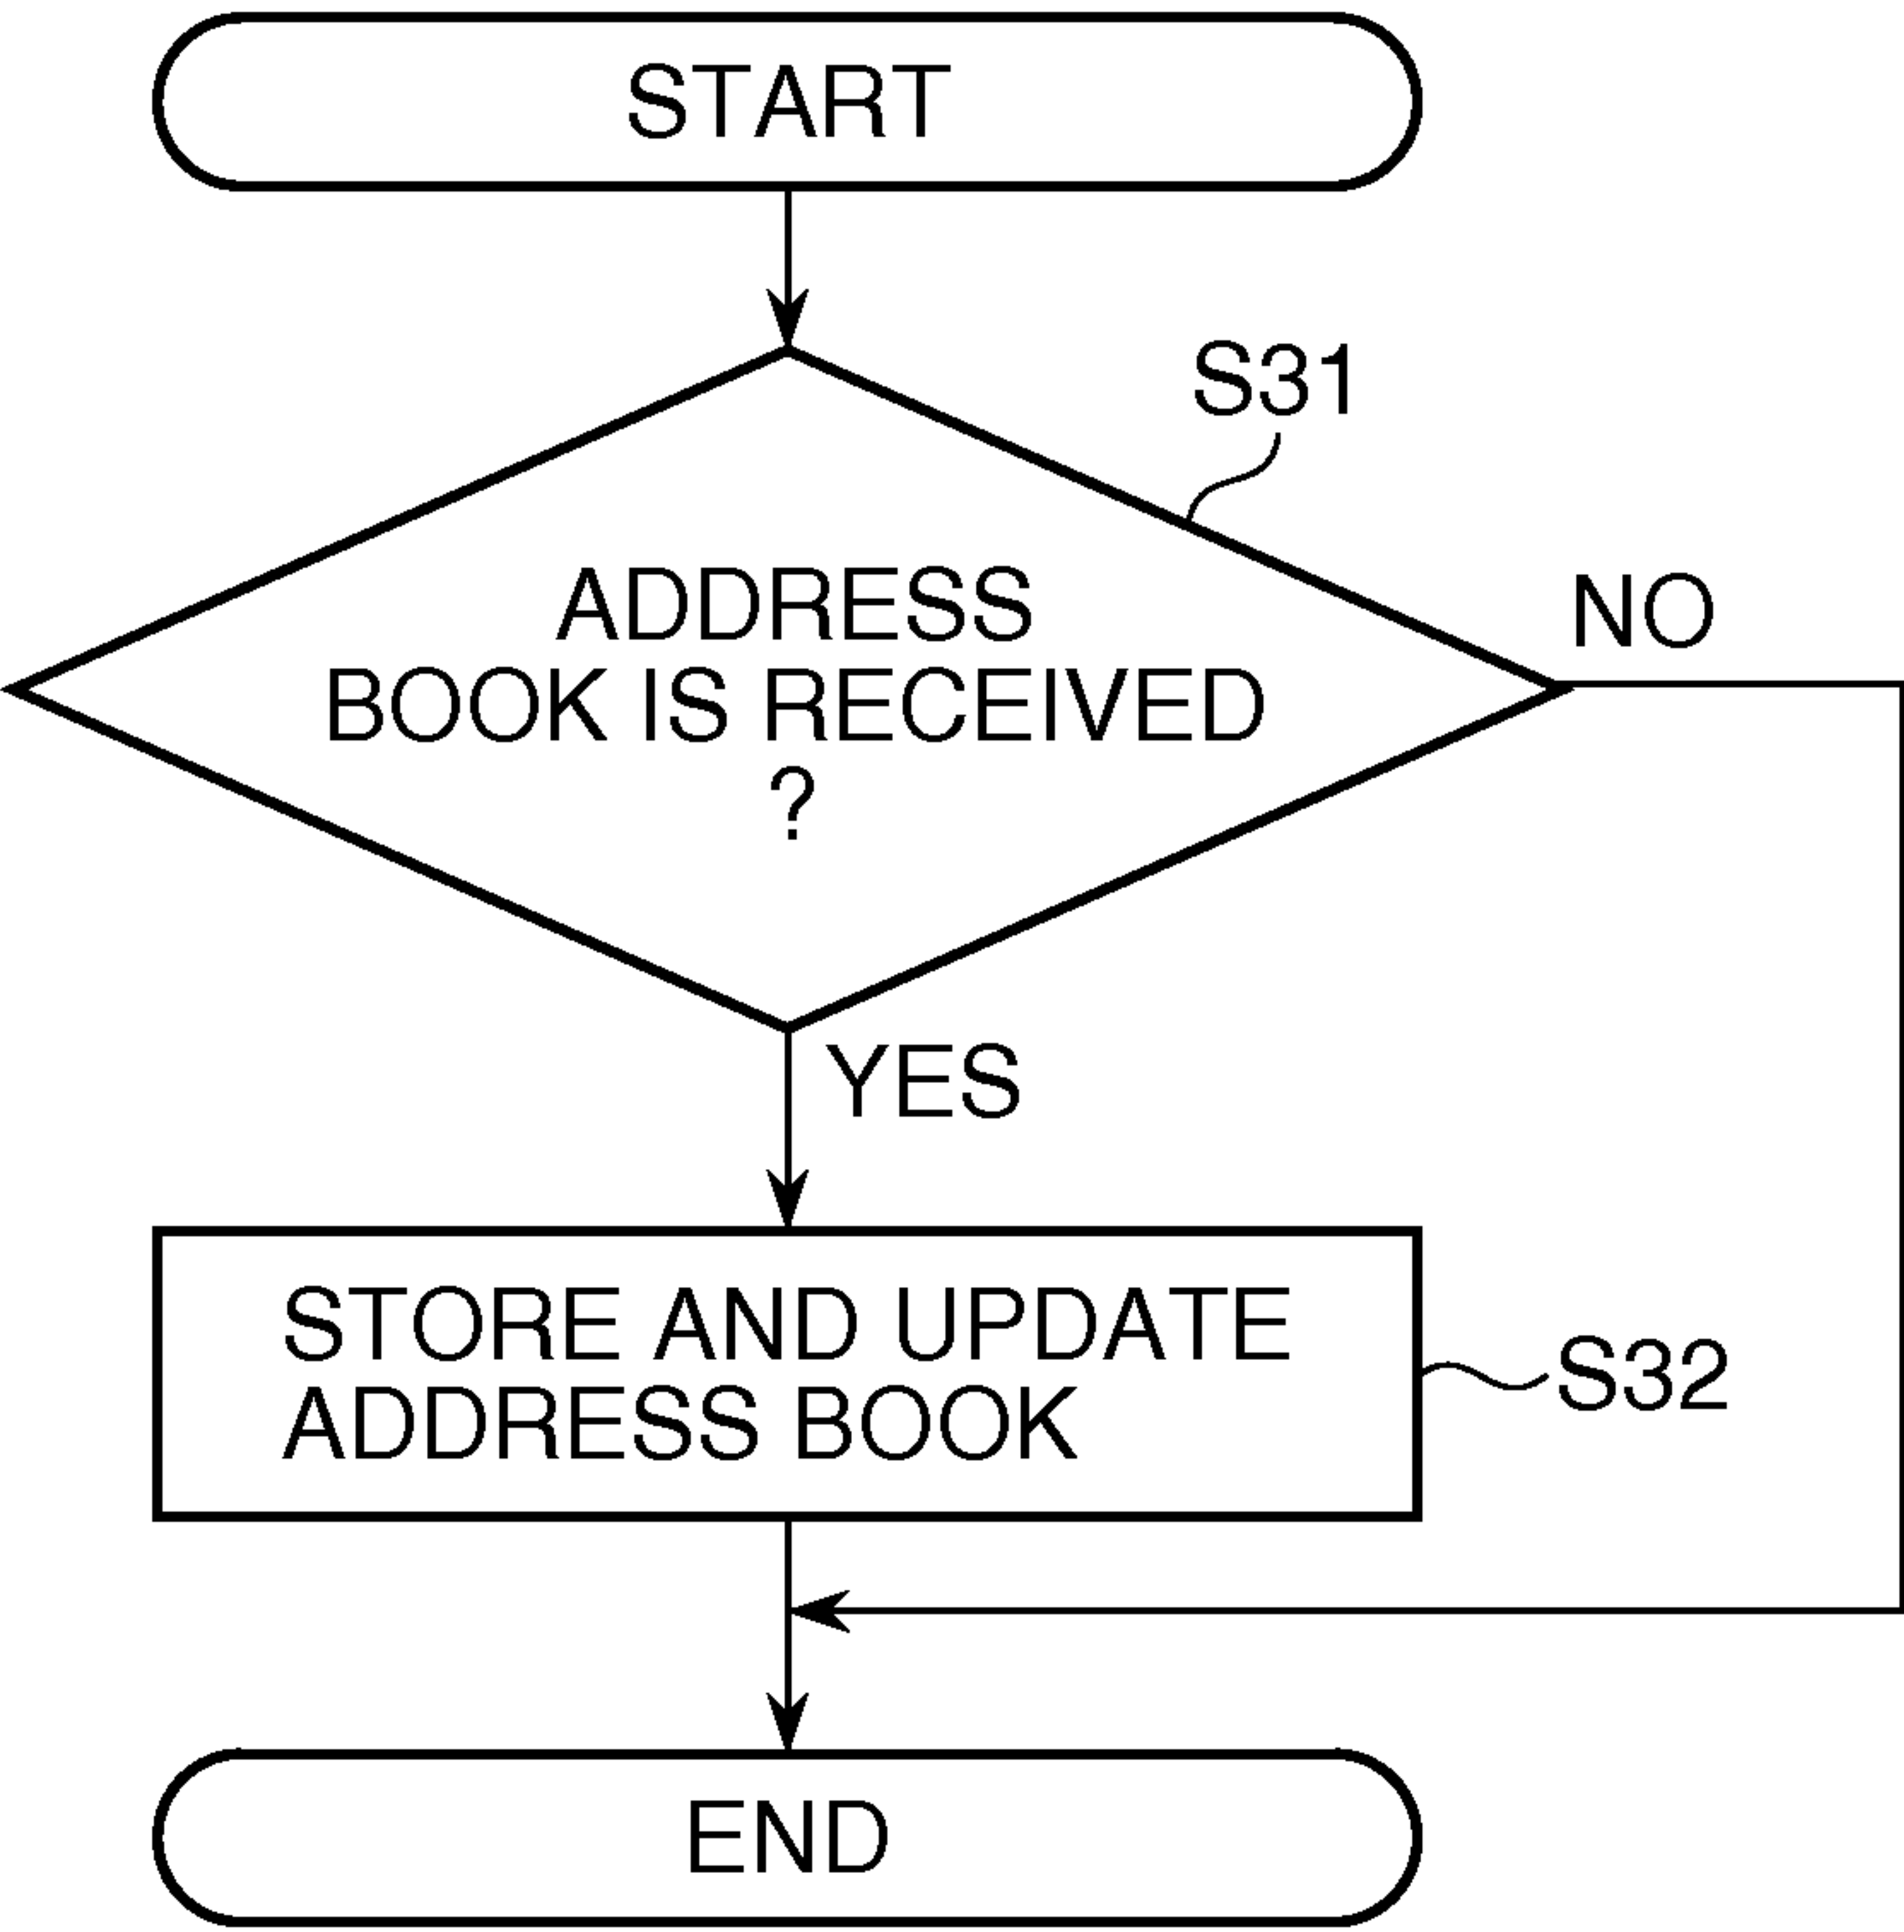 START
S31
ADDRESS
BOOK IS RECEIVED
?
NO
YES
STORE AND UPDATE
ADDRESS BOOK
S32
END